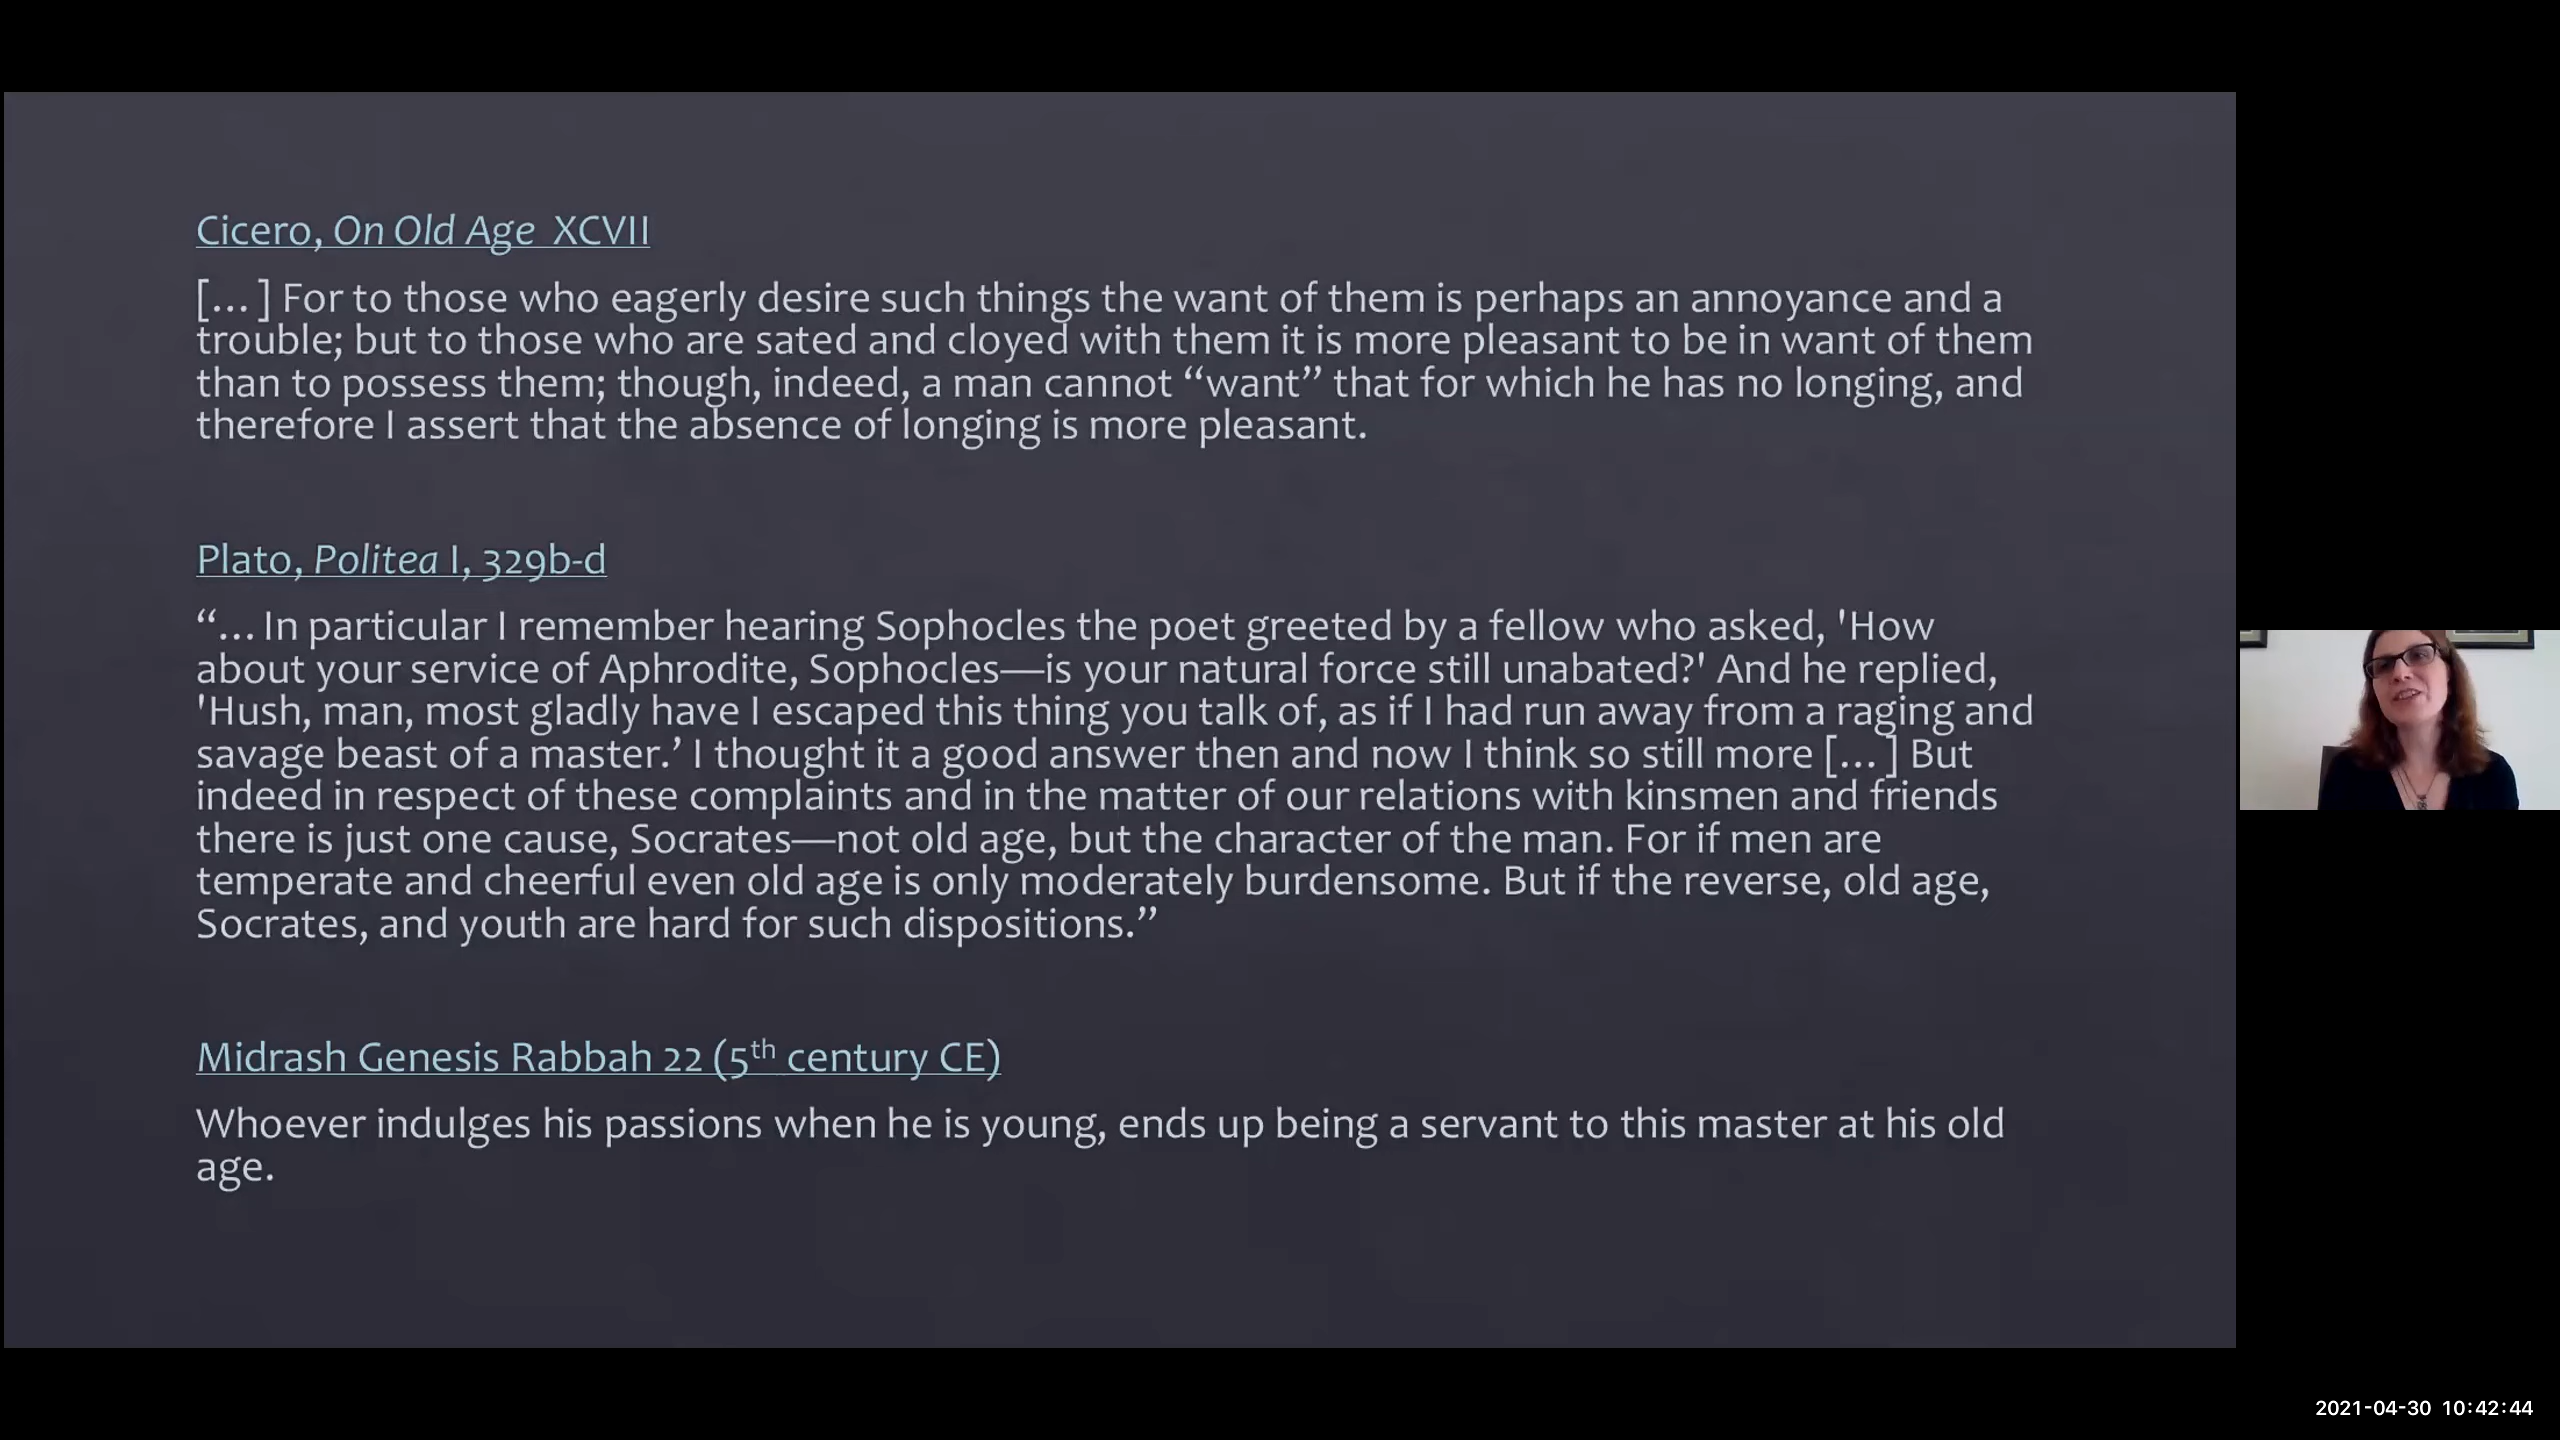 Cicero, On Old Age XCVII
[…] For to those who eagerly desire such things the want of them is perhaps an annoyance and a
trouble; but to those who are sated and cloyed with them it is more pleasant to be in want of them
than to possess them; though, indeed, a man cannot “want” that for which he has no longing, and
therefore I assert that the absence of longing is more pleasant.
Plato, Politea I, 329b-d
“… In particular I remember hearing Sophocles the poet greeted by a fellow who asked, 'How
about your service of Aphrodite, Sophocles—is your natural force still unabated?' And he replied,
'Hush, man, most gladly have I escaped this thing you talk of, as if I had run away from a raging and
savage beast of a master.’ I thought it a good answer then and now I think so still more […] But
indeed in respect of these complaints and in the matter of our relations with kinsmen and friends
there is just one cause, Socrates—not old age, but the character of the man. For if men are
temperate and cheerful even old age is only moderately burdensome. But if the reverse, old age,
Socrates, and youth are hard for such dispositions.”
Midrash Genesis Rabbah 22 (5th century CE)
Whoever indulges his passions when he is young, ends up being a servant to this master at his old
age.
2021-04-30 10:42:44